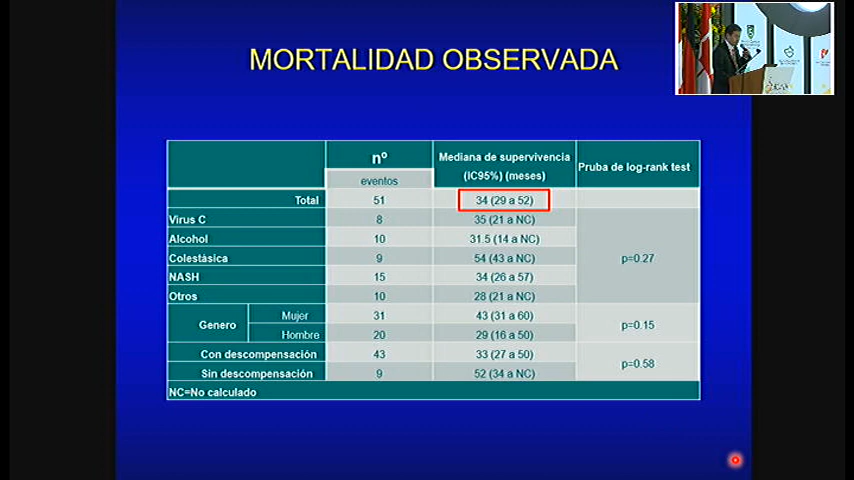 MORTALIDAD OBSERVADA
nº
eventos
Mediana de supervivencia
(IC95%) (meses)
Pruba de log-rank test
Total 51 34 (29 a 52)
Virus C 8 35 (21 a NC)
Alcohol 10 31.5 (14 a NC)
Colestásica 9 54 (43 a NC)
p=0.27
NASH 15 34 (26 a 57)
Otros 10 28 (21 a NC)
Genero
Mujer 31 43 (31 a 60)
Hombre 20 29 (16 a 50)
p=0.15
Con descompensación 43 33 (27 a 50)
Sin descompensación 9 52 (34 a NC)
p=0.58
NC=No calculado